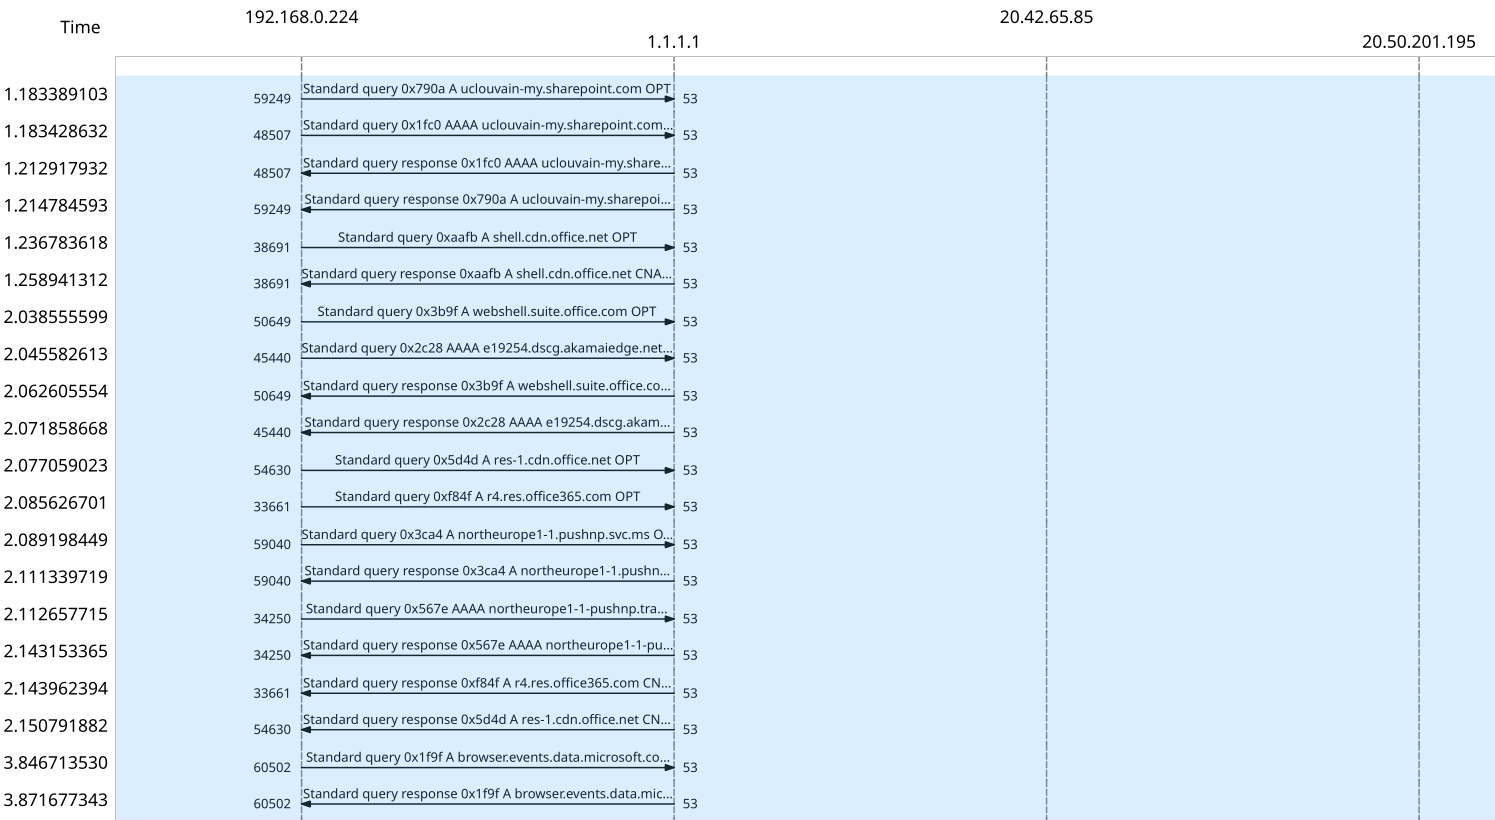 192.168.0.224 20.42.65.85
Time
1.1.1.1 20.50.201.195
Standard query 0x790a A uclouvain-my.sharepoint.com OPT
1.183389103 59249 53
Standard query 0x1fc0 AAAA uclouvain-my.sharepoint.com...
1.183428632 48507 53
Standard query response 0x1fc0 AAAA uclouvain-my.share...
1.212917932 48507 53
Standard query response 0x790a A uclouvain-my.sharepoi...
1.214784593 59249 53
Standard query 0xaafb A shell.cdn.office.net OPT
1.236783618 38691 53
Standard query response 0xaafb A shell.cdn.office.net CNA...
1.258941312 38691 53
Standard query 0x3b9f A webshell.suite.office.com OPT
2.038555599 50649 53
Standard query 0x2c28 AAAA e19254.dscg.akamaiedge.net...
2.045582613 45440 53
Standard query response 0x3b9f A webshell.suite.office.co...
2.062605554 50649 53
Standard query response 0x2c28 AAAA e19254.dscg.akam...
2.071858668 45440 53
Standard query 0x5d4d A res-1.cdn.office.net OPT
2.077059023 54630 53
Standard query 0xf84f A r4.res.office365.com OPT
2.085626701 33661 53
Standard query 0x3ca4 A northeurope1-1.pushnp.svc.ms O...
2.089198449 59040 53
Standard query response 0x3ca4 A northeurope1-1.pushn...
2.111339719 59040 53
Standard query 0x567e AAAA northeurope1-1-pushnp.tra...
2.112657715 34250 53
Standard query response 0x567e AAAA northeurope1-1-pu...
2.143153365 34250 53
Standard query response 0xf84f A r4.res.office365.com CN...
2.143962394 33661 53
Standard query response 0x5d4d A res-1.cdn.office.net CN...
2.150791882 54630 53
Standard query 0x1f9f A browser.events.data.microsoft.co...
3.846713530 60502 53
Standard query response 0x1f9f A browser.events.data.mic...
3.871677343 60502 53